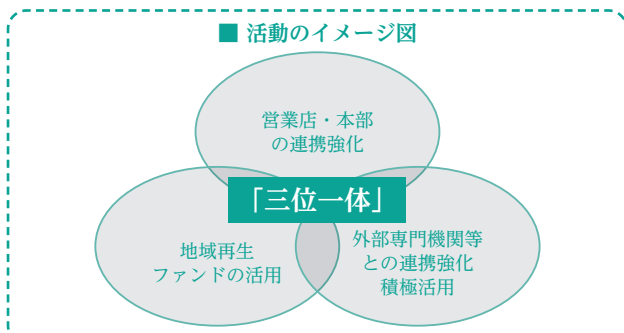 ■ 活動のイメージ図
営業店・本部
の連携強化
「三位一体」
地域再生
ファンドの活用
外部専門機関等
との連携強化
積極活用